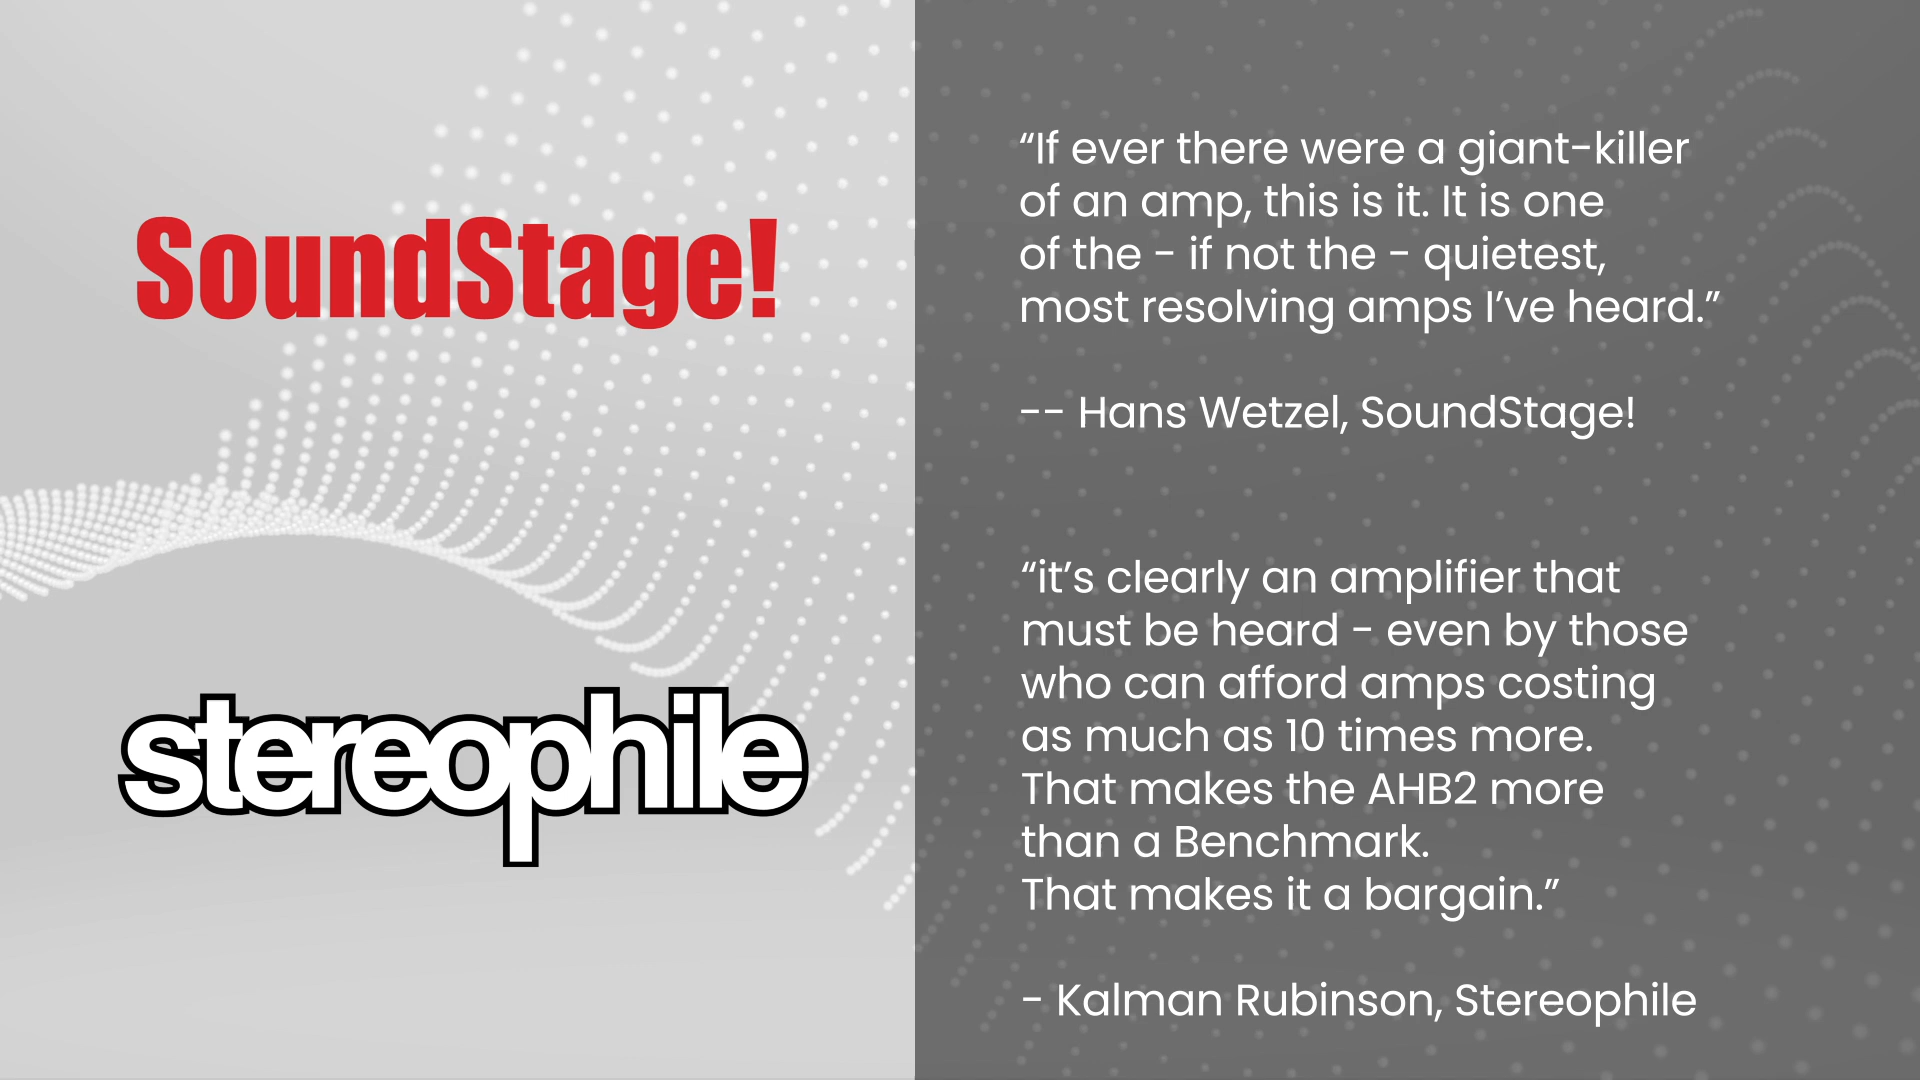 SoundStage!
“If ever there were a giant-killer
of an amp, this is it. It is one
of the - if not the - quietest,
most resolving amps I’ve heard.”
-- Hans Wetzel, SoundStage!
stereophile
“it’s clearly an amplifier that
must be heard - even by those
who can afford amps costing
as much as 10 times more.
That makes the AHB2 more
than a Benchmark.
That makes it a bargain.”
- Kalman Rubinson, Stereophile